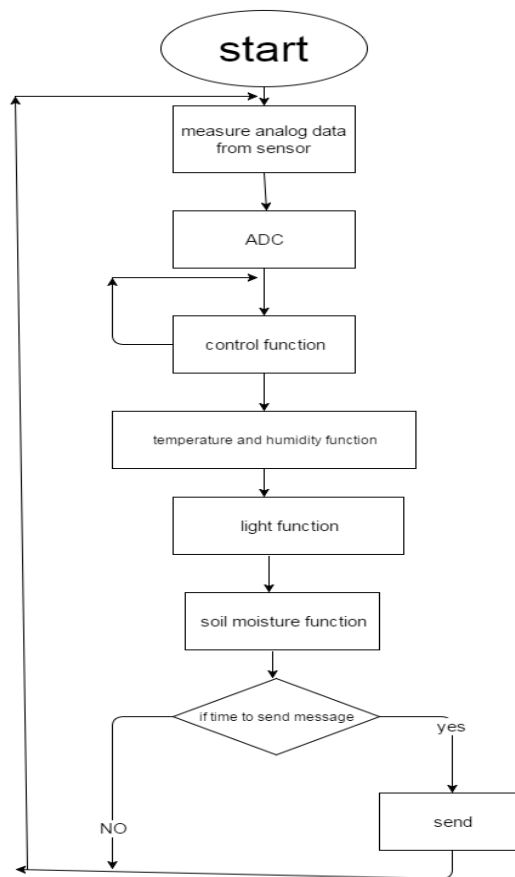 start
measure analog data
from sensor
ADC
control function
temperature and humidity function
light function
soil moisture function
if time to send message
yes
send
NO